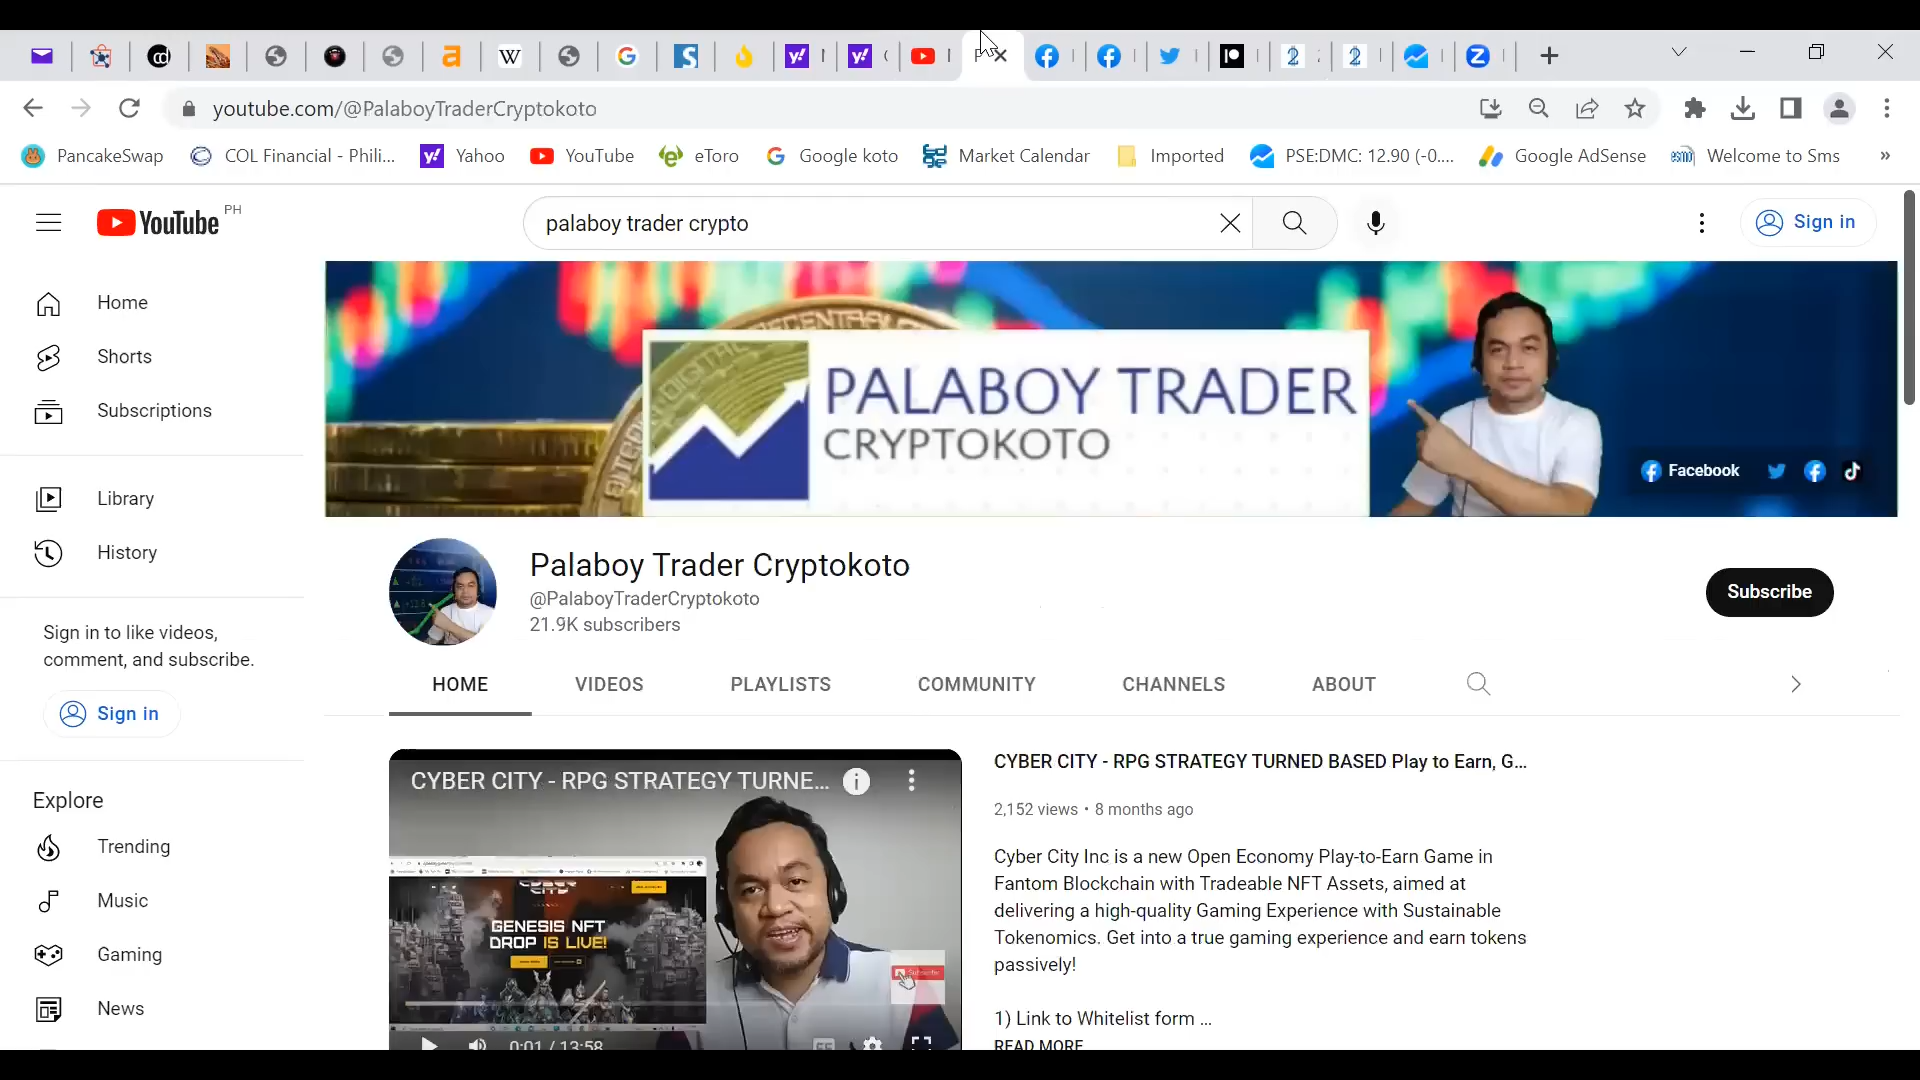 youtube.com/@PalaboyTraderCryptokoto
PancakeSwap
COL Financial - Phili...
Yahoo
YouTube
eToro
Google koto
Market Calendar
Imported
PSE:DMC: 12.90 (-0....
Google AdSense
Welcome to Sms
»
YouTube PH
palaboy trader crypto
Sign in
Home
Shorts
Subscriptions
Library
History
Sign in to like videos,
comment, and subscribe.
Sign in
Explore
Trending
Music
Gaming
News
PALABOY TRADER
CRYPTOKOTO
Facebook
Palaboy Trader Cryptokoto
@PalaboyTraderCryptokoto
21.9K subscribers
Subscribe
HOME
VIDEOS
PLAYLISTS
COMMUNITY
CHANNELS
ABOUT
CYBER CITY - RPG STRATEGY TURNE...
GENESIS NFT
DROP IS LIVE!
Subscribe
0:01 / 13:58
CYBER CITY - RPG STRATEGY TURNED BASED Play to Earn, G...
2,152 views • 8 months ago
Cyber City Inc is a new Open Economy Play-to-Earn Game in
Fantom Blockchain with Tradeable NFT Assets, aimed at
delivering a high-quality Gaming Experience with Sustainable
Tokenomics. Get into a true gaming experience and earn tokens
passively!
1) Link to Whitelist form ...
READ MORE